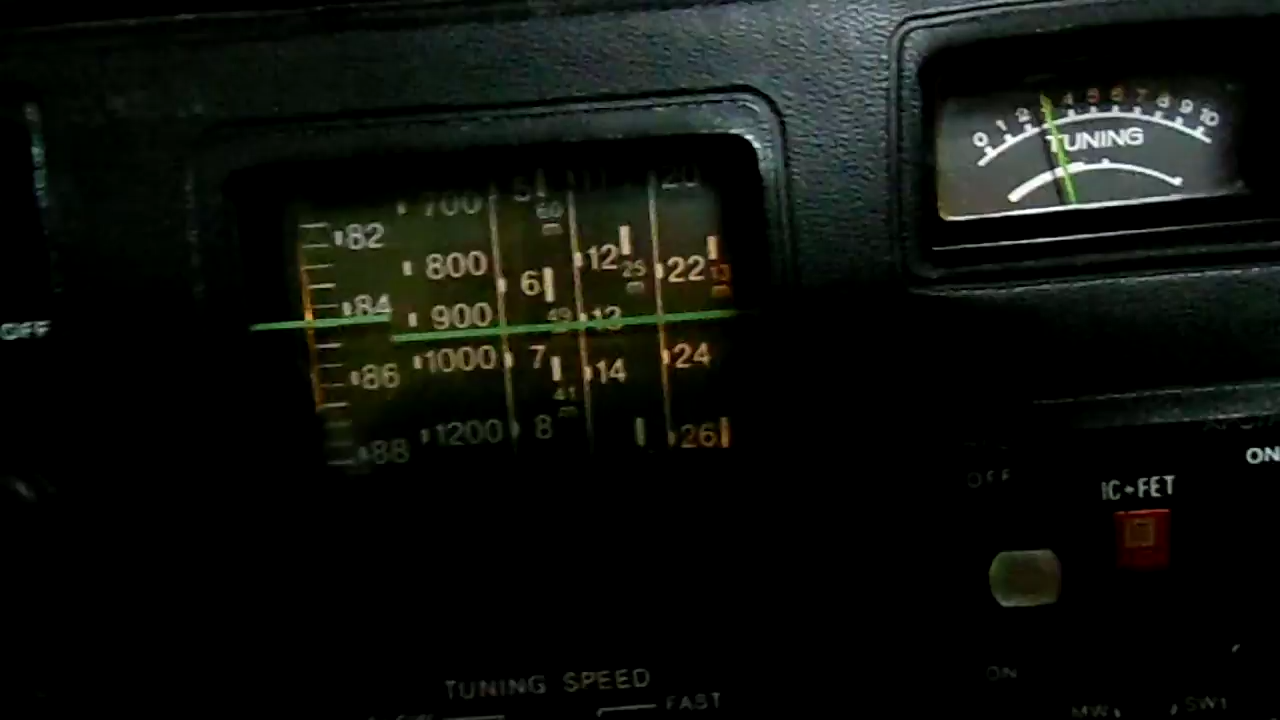 0 1 2 3 4 5 6 7 8 9 10
TUNING
700 5 20
82 60
m
800 6 12 25 22 13
m m
84 900 49 13
86 1000 7 14 24
41
m
88 1200 8 26
OFF
ON
OFF
IC•FET
ON
TUNING SPEED
FAST
MW SW1